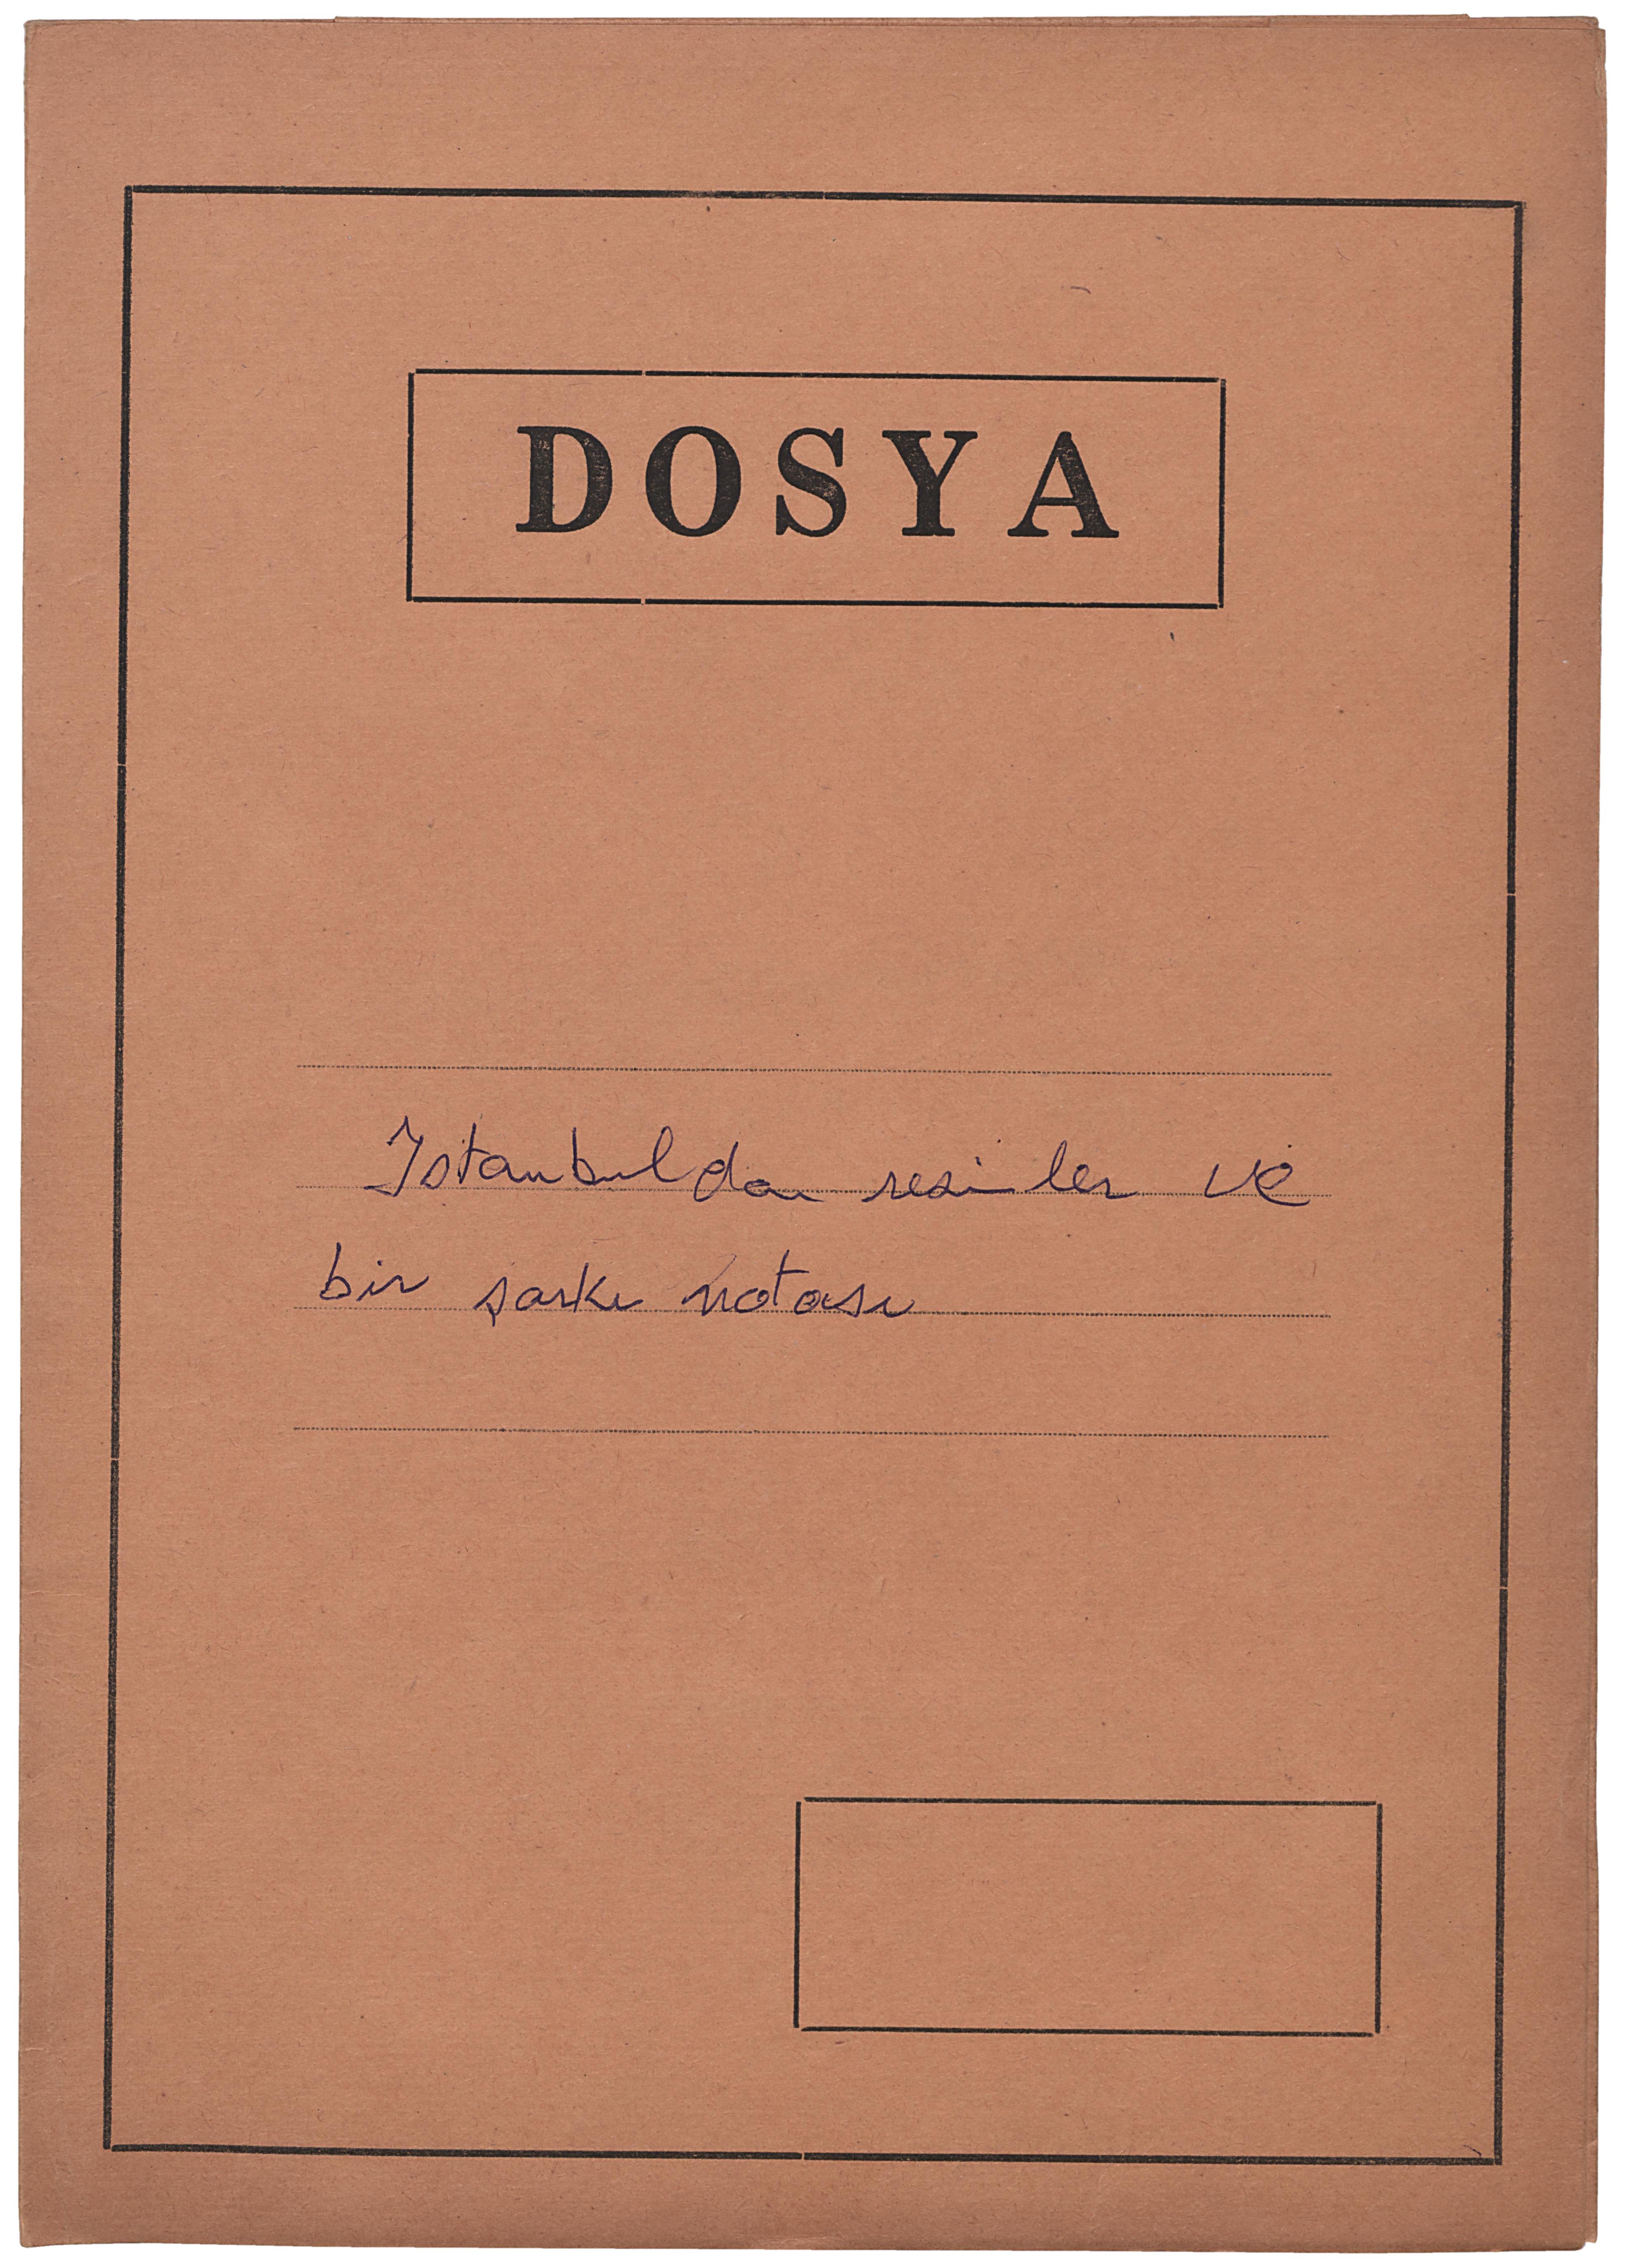 DOSYA
Istanbuldan resimler ve
bir şarkı notası